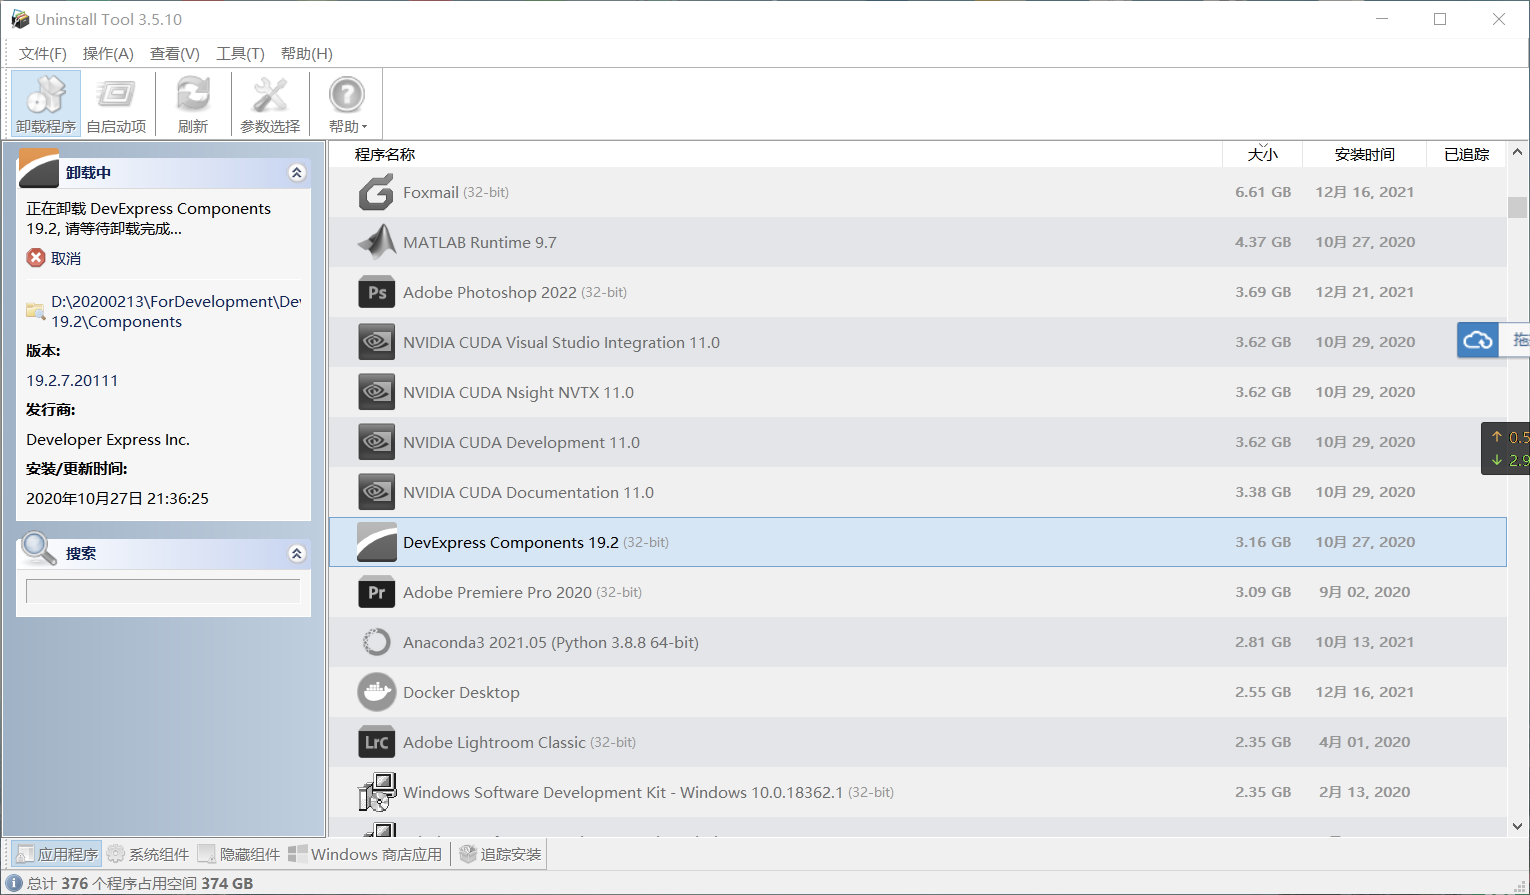 Uninstall Tool 3.5.10
文件(F) 操作(A) 查看(V) 工具(T) 帮助(H)
卸载程序 自启动项 刷新 参数选择 帮助
卸载中
正在卸载 DevExpress Components
19.2, 请等待卸载完成...
取消
D:\20200213\ForDevelopment\Dev
19.2\Components
版本:
19.2.7.20111
发行商:
Developer Express Inc.
安装/更新时间:
2020年10月27日 21:36:25
搜索
程序名称 大小 安装时间 已追踪
Foxmail (32-bit) 6.61 GB 12月 16, 2021
MATLAB Runtime 9.7 4.37 GB 10月 27, 2020
Ps Adobe Photoshop 2022 (32-bit) 3.69 GB 12月 21, 2021
NVIDIA CUDA Visual Studio Integration 11.0 3.62 GB 10月 29, 2020
NVIDIA CUDA Nsight NVTX 11.0 3.62 GB 10月 29, 2020
NVIDIA CUDA Development 11.0 3.62 GB 10月 29, 2020
NVIDIA CUDA Documentation 11.0 3.38 GB 10月 29, 2020
DevExpress Components 19.2 (32-bit) 3.16 GB 10月 27, 2020
Pr Adobe Premiere Pro 2020 (32-bit) 3.09 GB 9月 02, 2020
Anaconda3 2021.05 (Python 3.8.8 64-bit) 2.81 GB 10月 13, 2021
Docker Desktop 2.55 GB 12月 16, 2021
LrC Adobe Lightroom Classic (32-bit) 2.35 GB 4月 01, 2020
Windows Software Development Kit - Windows 10.0.18362.1 (32-bit) 2.35 GB 2月 13, 2020
拖
↑ 0.5
↓ 2.9
应用程序 系统组件 隐藏组件 Windows 商店应用 追踪安装
总计 376 个程序占用空间 374 GB